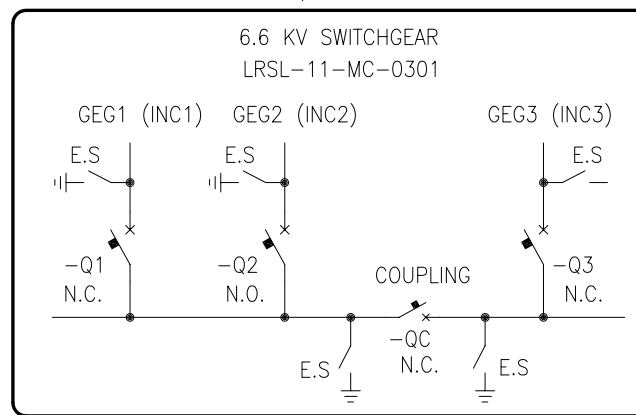 6.6 KV SWITCHGEAR
LRSL-11-MC-0301
GEG1 (INC1) GEG2 (INC2) GEG3 (INC3)
E.S E.S E.S
-Q1 -Q2 COUPLING -Q3
N.C. N.O. N.C.
-QC
N.C.
E.S E.S